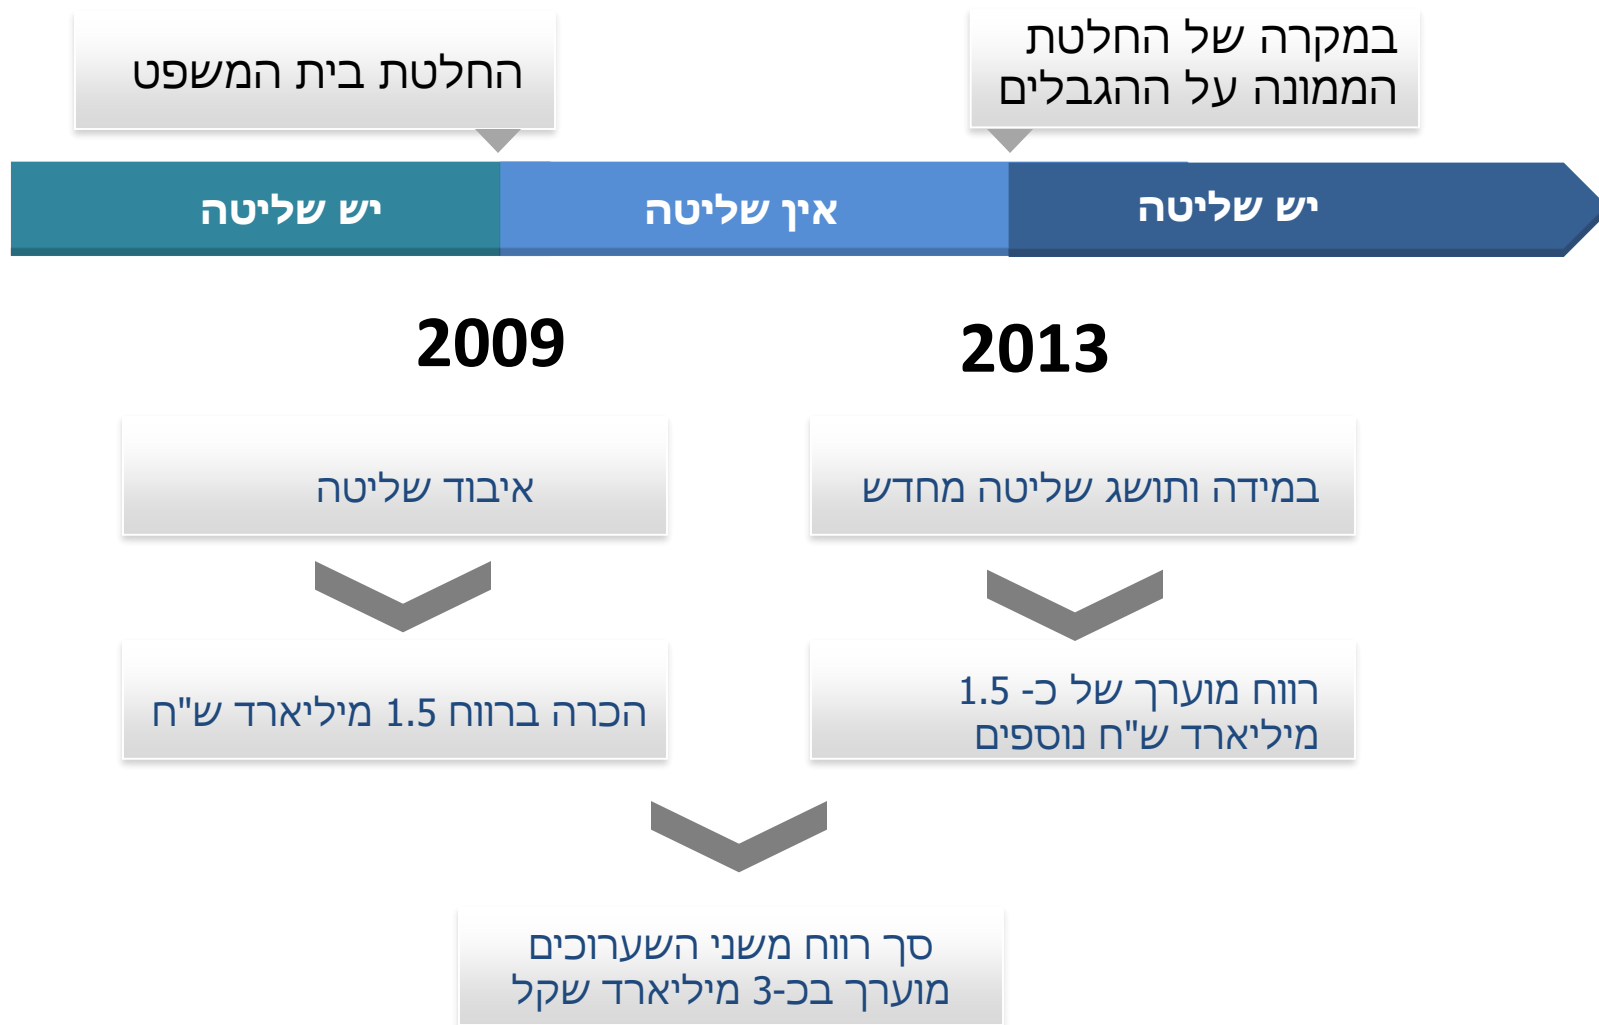 החלטת בית המשפט
במקרה של החלטת
הממונה על ההגבלים
יש שליטה
אין שליטה
יש שליטה
2009
2013
איבוד שליטה
במידה ותושג שליטה מחדש
הכרה ברווח 1.5 מיליארד ש"ח
רווח מוערך של כ- 1.5
מיליארד ש"ח נוספים
סך רווח משני השערוכים
מוערך בכ-3 מיליארד שקל